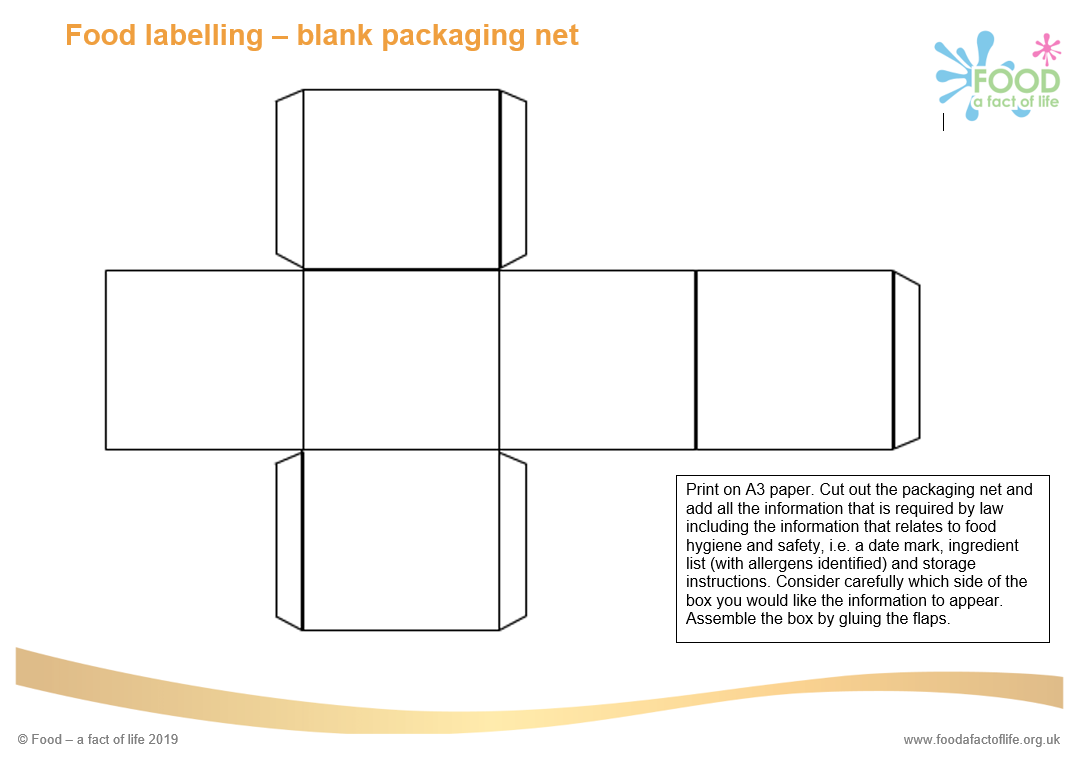 Food labelling – blank packaging net
FOOD
a fact of life
Print on A3 paper. Cut out the packaging net and
add all the information that is required by law
including the information that relates to food
hygiene and safety, i.e. a date mark, ingredient
list (with allergens identified) and storage
instructions. Consider carefully which side of the
box you would like the information to appear.
Assemble the box by gluing the flaps.
© Food – a fact of life 2019
www.foodafactoflife.org.uk